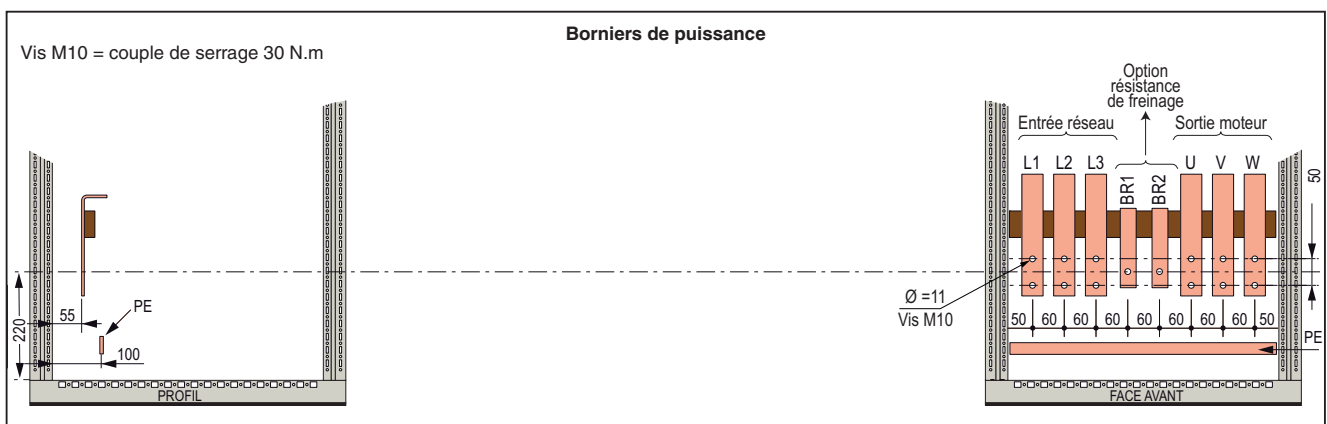 Borniers de puissance
Vis M10 = couple de serrage 30 N.m
Option
résistance
de freinage
Entrée réseau
Sortie moteur
L1 L2 L3 BR1 BR2 U V W
50
Ø =11
Vis M10
50 60 60 60 60 60 60 60 50
PE
FACE AVANT
220
55
PE
100
PROFIL